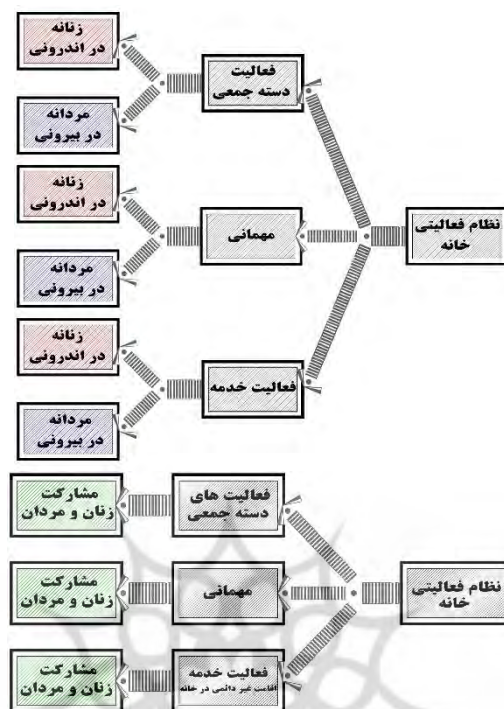 نظام فعالیتی
خانه
فعالیت
دسته جمعی
زنانه
در اندرونی
مردانه
در بیرونی
مهمانی
زنانه
در اندرونی
مردانه
در بیرونی
فعالیت خدمه
زنانه
در اندرونی
مردانه
در بیرونی
نظام فعالیتی
خانه
فعالیت های
دسته جمعی
مشارکت
زنان و مردان
مهمانی
مشارکت
زنان و مردان
فعالیت خدمه
اقامت غیر دائمی در خانه
مشارکت
زنان و مردان